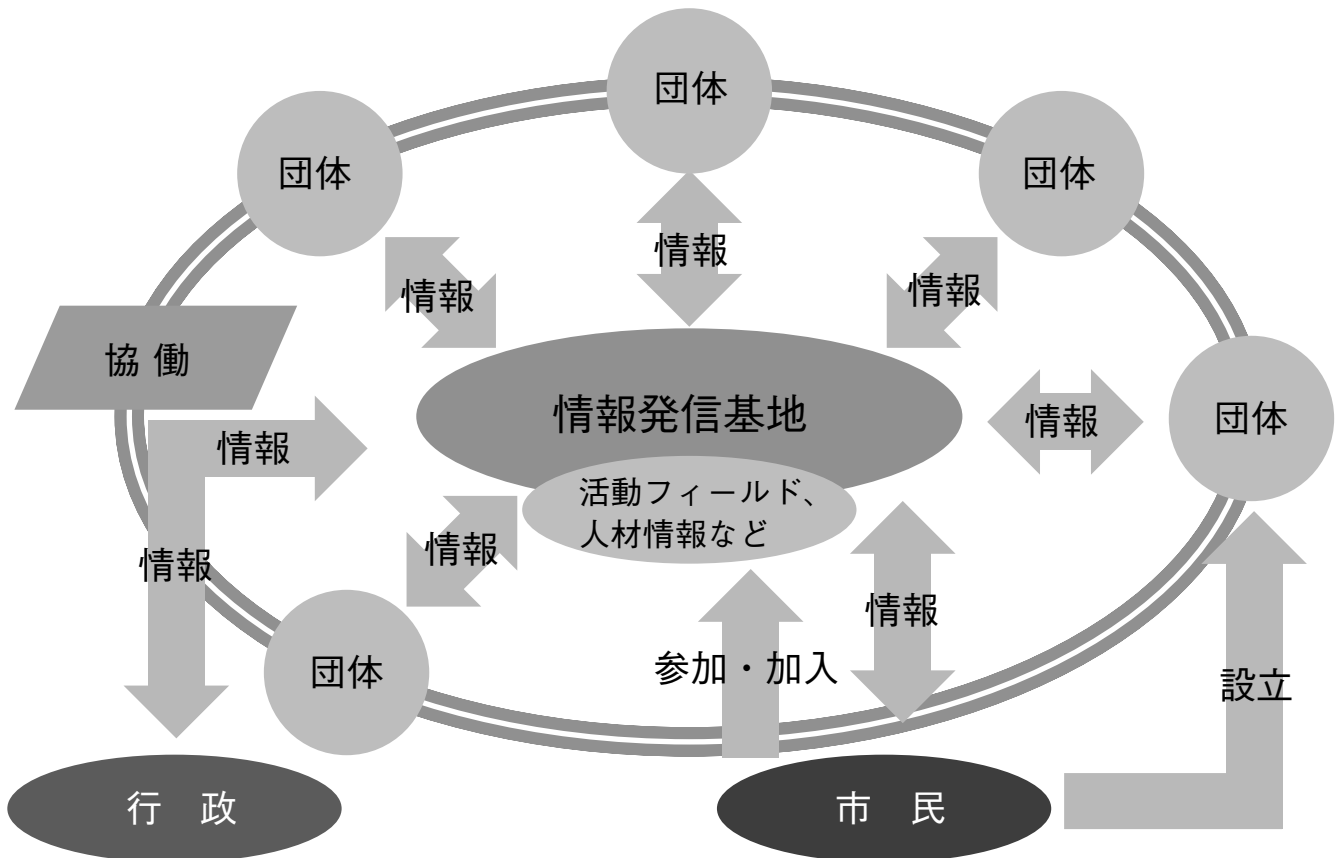 団体
団体
団体
情報
情報
情報
協 働
情報発信基地
情報
団体
情報
活動フィールド、
人材情報など
情報
情報
情報
参加・加入
団体
設立
行　政
市　民